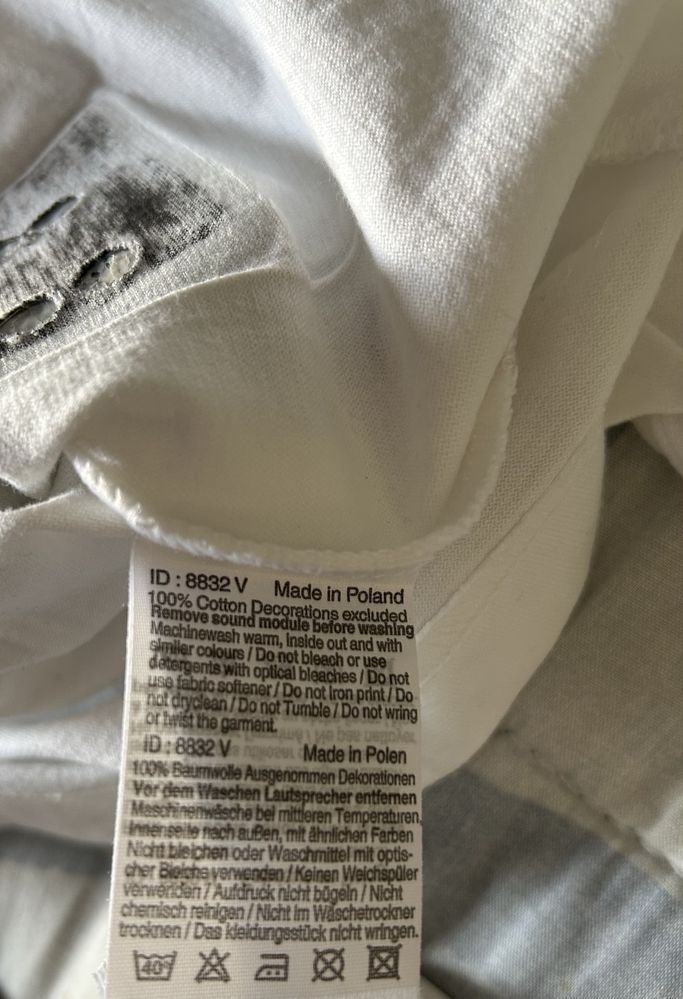 ID : 8832 V Made in Poland
100% Cotton Decorations excluded
Remove sound module before washing
Machinewash warm, inside out and with
similar colours / Do not bleach or use
detergents with optical bleaches / Do not
use fabric softener / Do not Iron print / Do
not dryclean / Do not Tumble / Do not wring
or twist the garment.
ID : 8832 V Made in Polen
100% Baumwolle Ausgenommen Dekorationen
Vor dem Waschen Lautsprecher entfernen
Maschinenwäsche bei mittleren Temperaturen,
Innenseite nach außen, mit ähnlichen Farben
Nicht bleichen oder Waschmittel mit optis-
cher Bleiche verwenden / Keinen Weichspüler
verwenden / Aufdruck nicht bügeln / Nicht
chemisch reinigen / Nicht im Wäschetrockner
trocknen / Das kleidungsstück nicht wringen.
40°